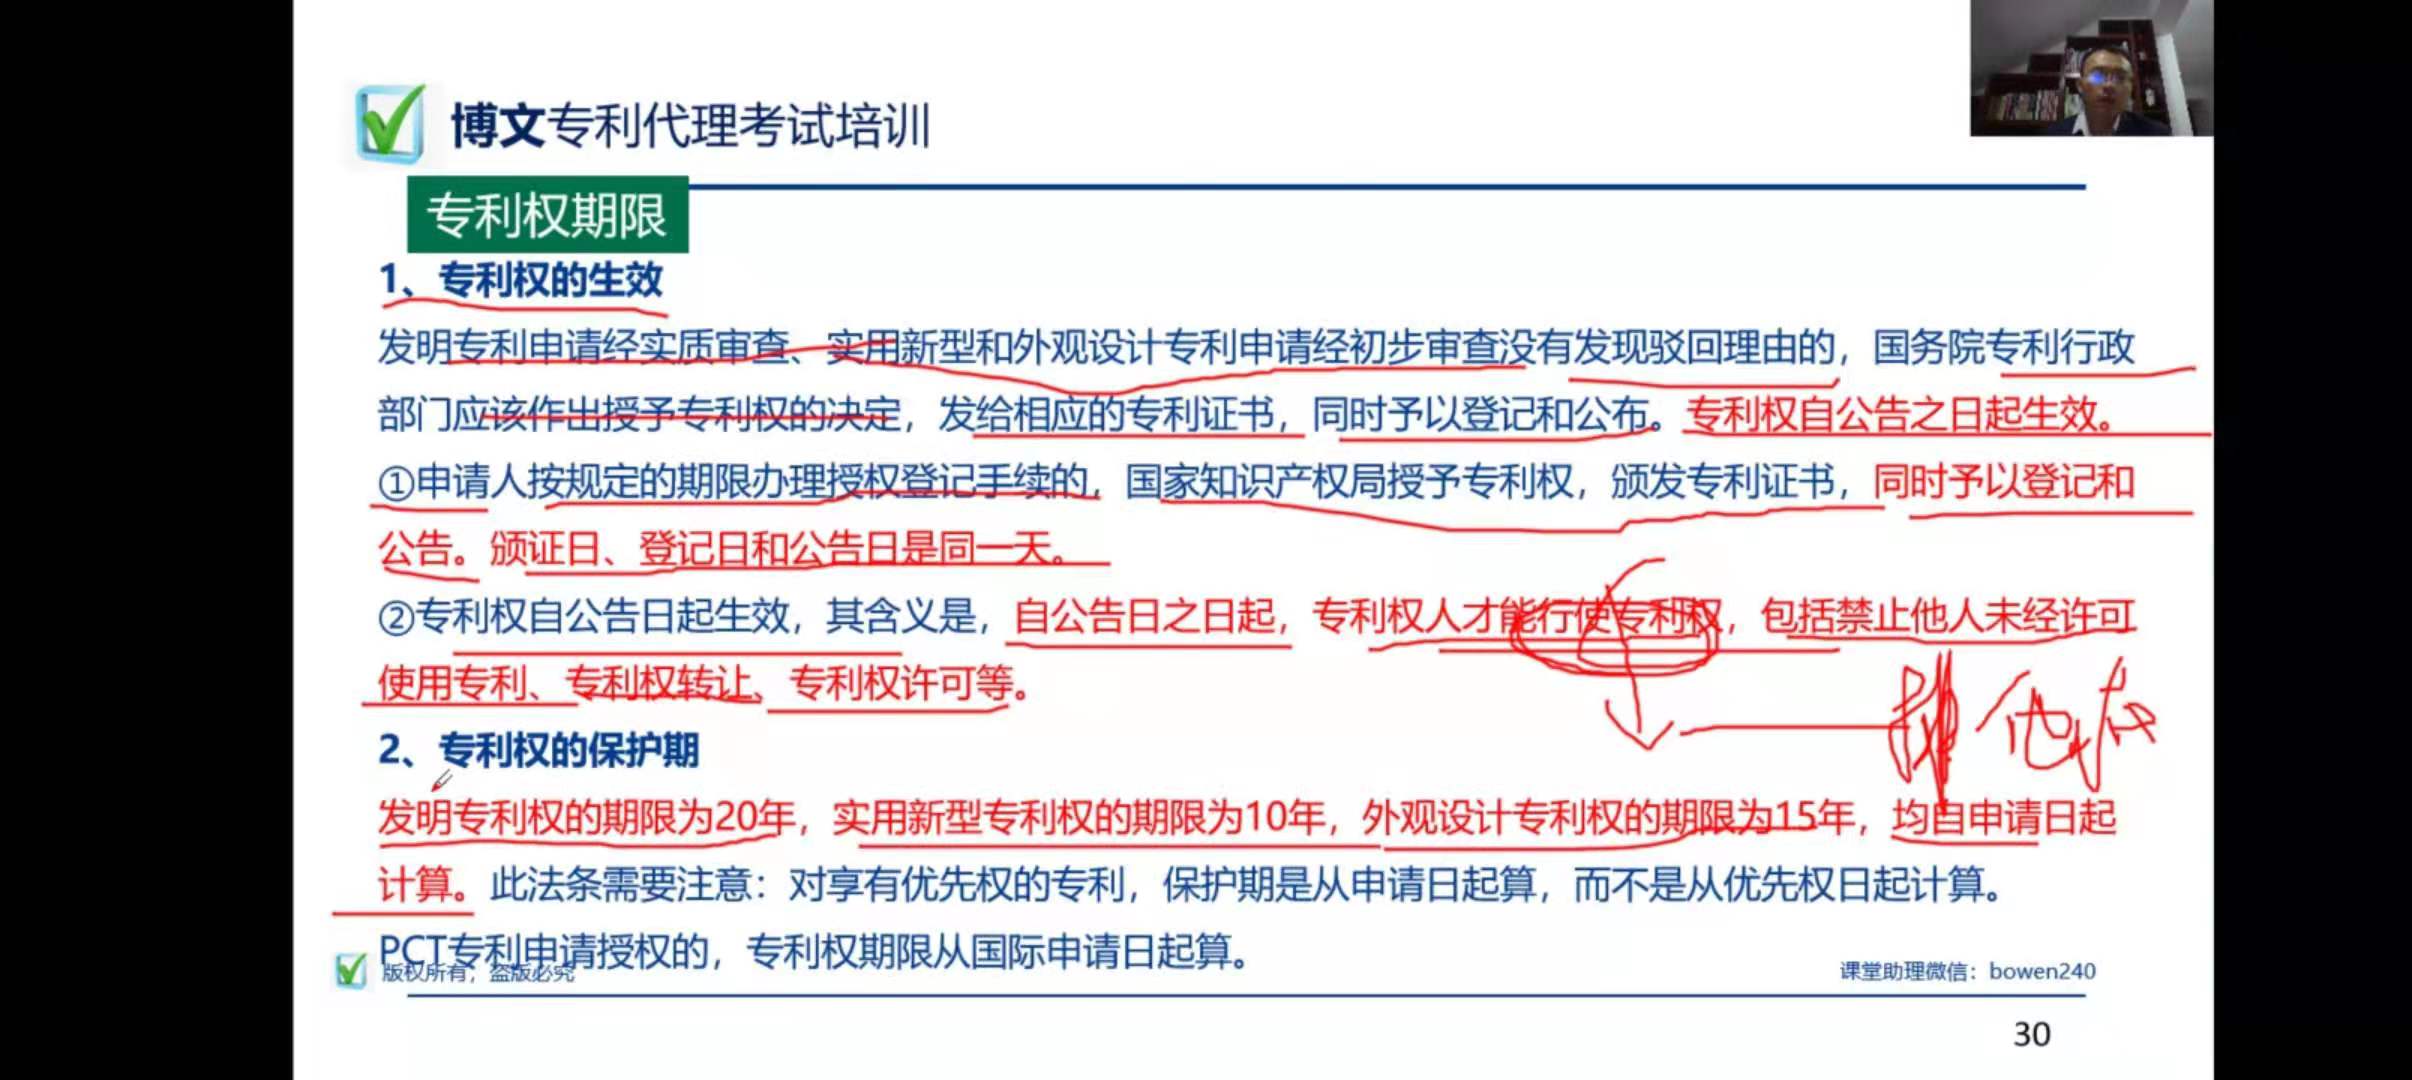 博文专利代理考试培训
专利权期限
1、专利权的生效
发明专利申请经实质审查、实用新型和外观设计专利申请经初步审查没有发现驳回理由的，国务院专利行政
部门应该作出授予专利权的决定，发给相应的专利证书，同时予以登记和公布。专利权自公告之日起生效。
①申请人按规定的期限办理授权登记手续的，国家知识产权局授予专利权，颁发专利证书，同时予以登记和
公告。颁证日、登记日和公告日是同一天。
②专利权自公告日起生效，其含义是，自公告日之日起，专利权人才能行使专利权，包括禁止他人未经许可
使用专利、专利权转让、专利权许可等。
排他权
2、专利权的保护期
发明专利权的期限为20年，实用新型专利权的期限为10年，外观设计专利权的期限为15年，均自申请日起
计算。此法条需要注意：对享有优先权的专利，保护期是从申请日起算，而不是从优先权日起计算。
PCT专利申请授权的，专利权期限从国际申请日起算。
版权所有，盗版必究
课堂助理微信：bowen240
30